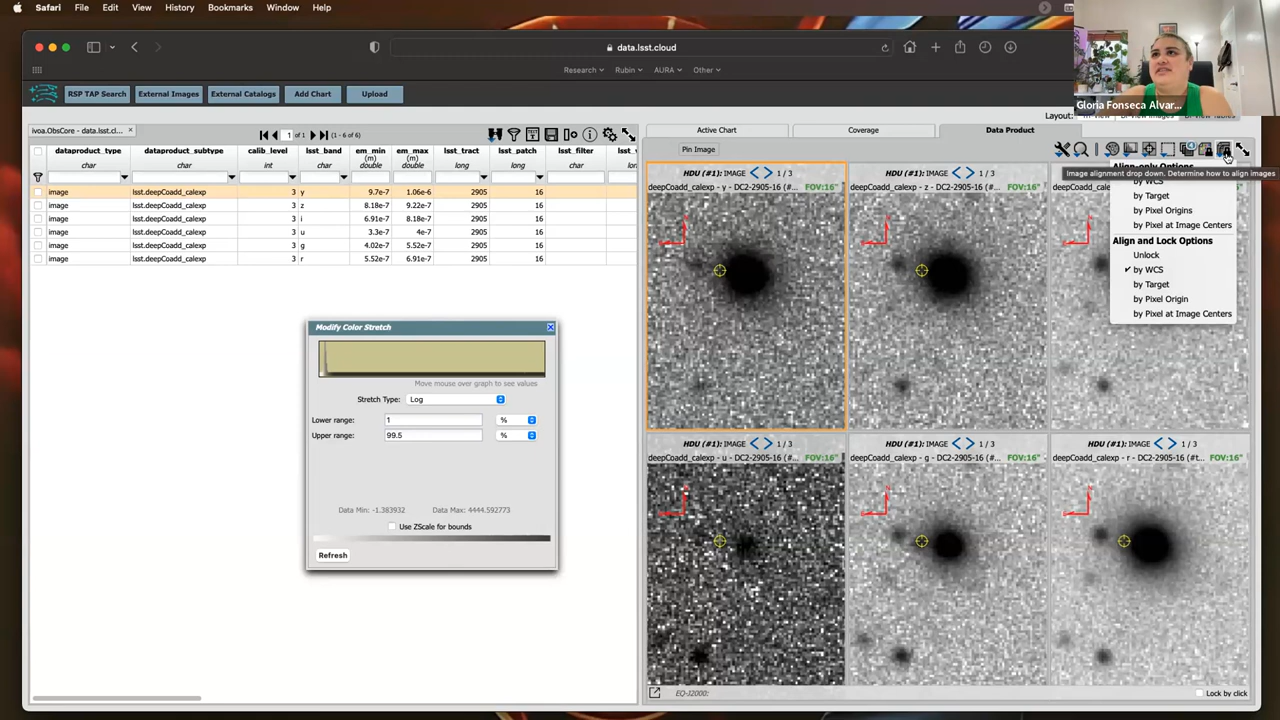 Safari File Edit View History Bookmarks Window Help
Gloria Fonseca Alvar...
data.lsst.cloud
Research Rubin AURA Other
RSP TAP Search External Images External Catalogs Add Chart Upload
Layout:
ivoa.ObsCore - data.lsst.cl... ×
1 of 1 (1 - 6 of 6)
Active Chart Coverage Data Product
Pin Image
dataproduct_type dataproduct_subtype calib_level lsst_band em_min em_max lsst_tract lsst_patch lsst_filter
(m) (m)
char char int char double double long long char
image lsst.deepCoadd_calexp 3 y 9.7e-7 1.06e-6 2905 16
image lsst.deepCoadd_calexp 3 z 8.18e-7 9.22e-7 2905 16
image lsst.deepCoadd_calexp 3 i 6.91e-7 8.18e-7 2905 16
image lsst.deepCoadd_calexp 3 u 3.3e-7 4e-7 2905 16
image lsst.deepCoadd_calexp 3 g 4.02e-7 5.52e-7 2905 16
image lsst.deepCoadd_calexp 3 r 5.52e-7 6.91e-7 2905 16
Modify Color Stretch
Move mouse over graph to see values
Stretch Type: Log
Lower range: 1 %
Upper range: 99.5 %
Data Min: -1.383932 Data Max: 4444.592773
Use ZScale for bounds
Refresh
HDU (#1): IMAGE 1 / 3
deepCoadd_calexp - y - DC2-2905-16 (#... FOV:16"
HDU (#1): IMAGE 1 / 3
deepCoadd_calexp - z - DC2-2905-16 (#... FOV:16"
Image alignment drop down. Determine how to align images
Align-only Options
by WCS
by Target
by Pixel Origins
by Pixel at Image Centers
Align and Lock Options
Unlock
✓ by WCS
by Target
by Pixel Origin
by Pixel at Image Centers
HDU (#1): IMAGE 1 / 3
deepCoadd_calexp - u - DC2-2905-16 (#... FOV:16"
HDU (#1): IMAGE 1 / 3
deepCoadd_calexp - g - DC2-2905-16 (#... FOV:16"
HDU (#1): IMAGE 1 / 3
deepCoadd_calexp - r - DC2-2905-16 (#t... FOV:16"
EQ-J2000:
Lock by click